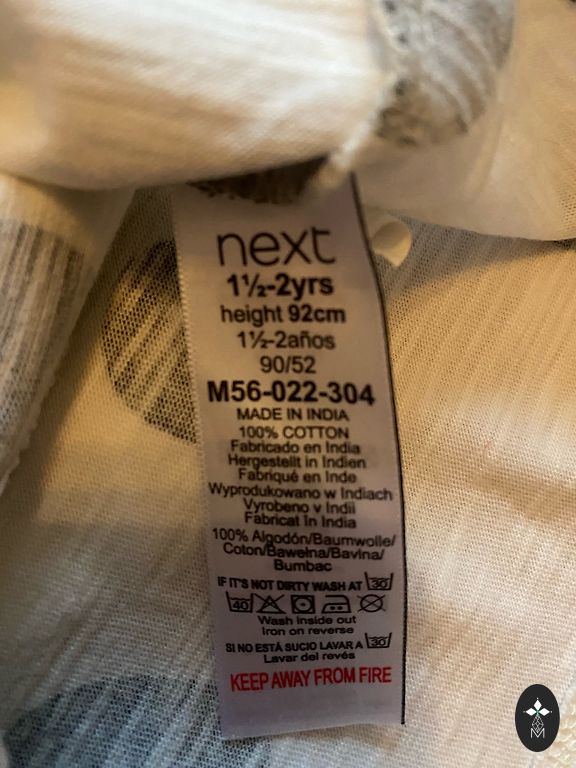 next
1½-2yrs
height 92cm
1½-2años
90/52
M56-022-304
MADE IN INDIA
100% COTTON
Fabricado en India
Hergestellt in Indien
Fabriqué en Inde
Wyprodukowano w Indiach
Vyrobeno v Indii
Fabricat în India
100% Algodón/Baumwolle/
Coton/Bawełna/Bavlna/
Bumbac
IF IT'S NOT DIRTY WASH AT 30
40
Wash inside out
Iron on reverse
SI NO ESTÁ SUCIO LAVAR A 30
Lavar del revés
KEEP AWAY FROM FIRE
M